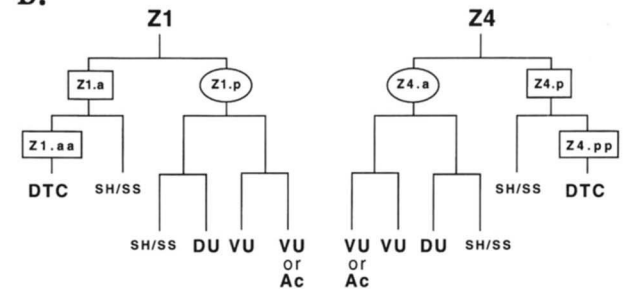 B.
Z1 Z4
Z1.a Z1.p Z4.a Z4.p
Z1.aa Z4.pp
DTC SH/SS SH/SS DTC
SH/SS DU VU VU VU VU DU SH/SS
or or
Ac Ac